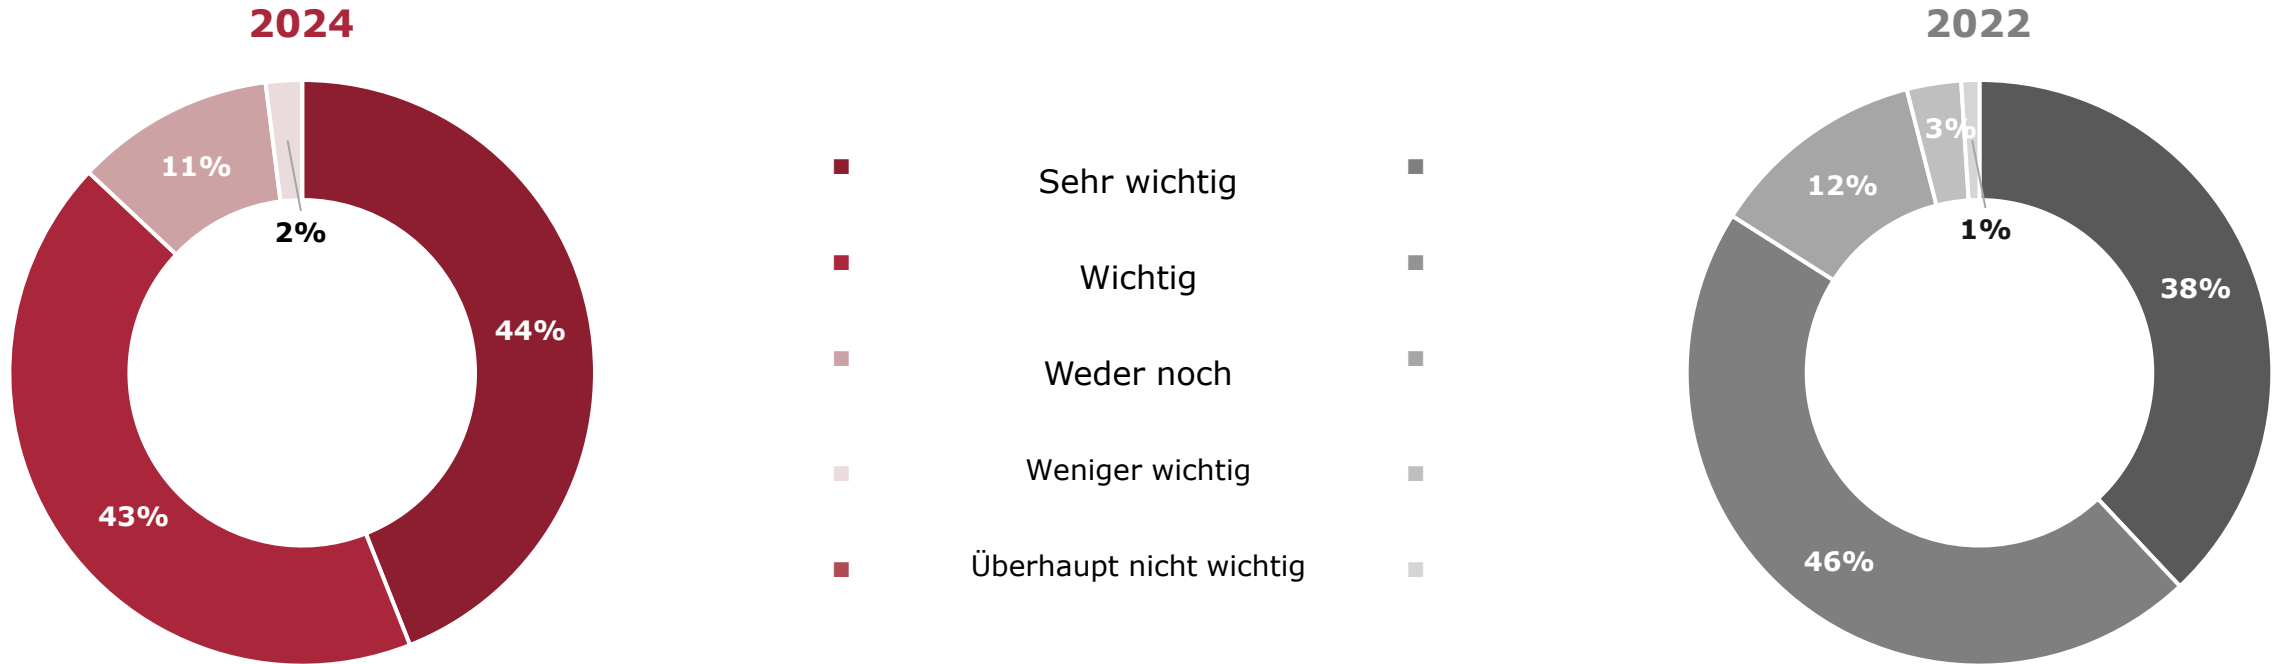 2024
2022
11%
2%
44%
43%
Sehr wichtig
Wichtig
Weder noch
Weniger wichtig
Überhaupt nicht wichtig
3%
12%
1%
38%
46%